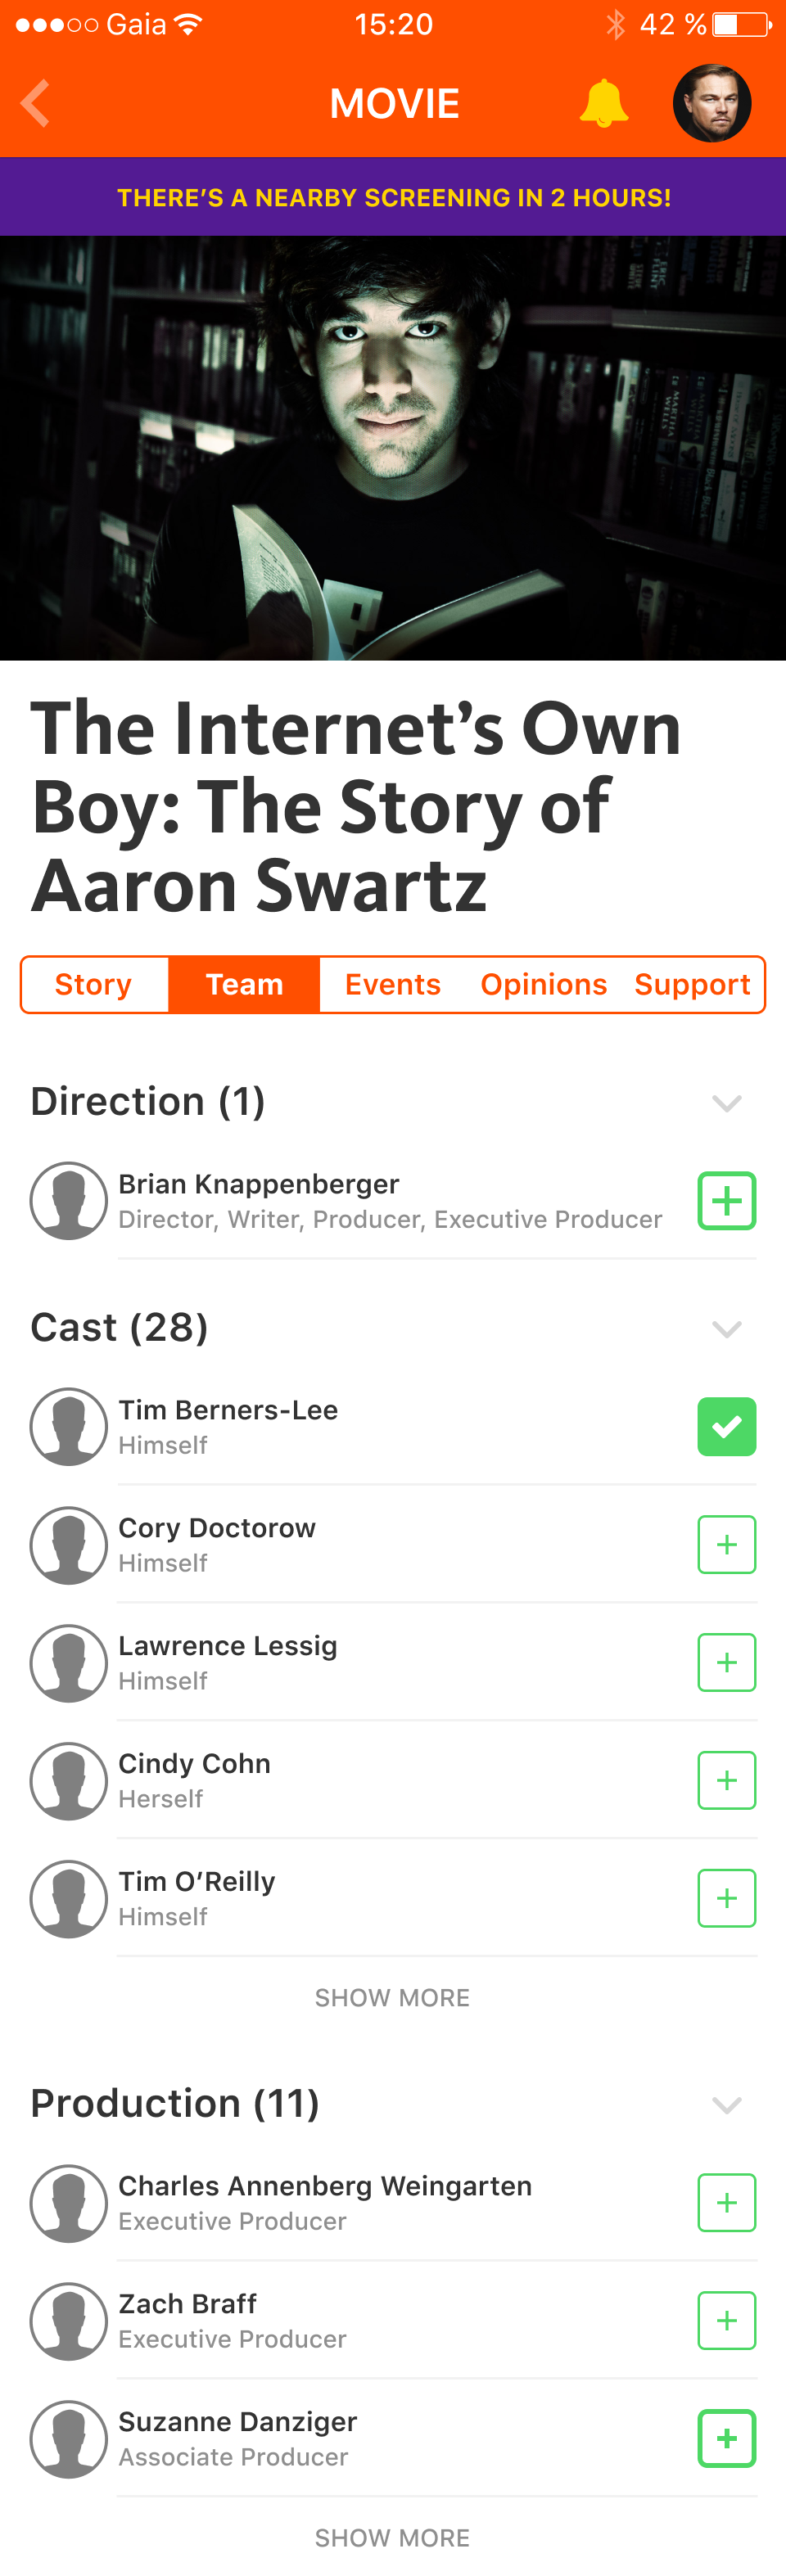 Gaia 15:20 42 %
MOVIE
THERE’S A NEARBY SCREENING IN 2 HOURS!
The Internet’s Own
Boy: The Story of
Aaron Swartz
Story Team Events Opinions Support
Direction (1)
Brian Knappenberger
Director, Writer, Producer, Executive Producer
Cast (28)
Tim Berners-Lee
Himself
Cory Doctorow
Himself
Lawrence Lessig
Himself
Cindy Cohn
Herself
Tim O’Reilly
Himself
SHOW MORE
Production (11)
Charles Annenberg Weingarten
Executive Producer
Zach Braff
Executive Producer
Suzanne Danziger
Associate Producer
SHOW MORE